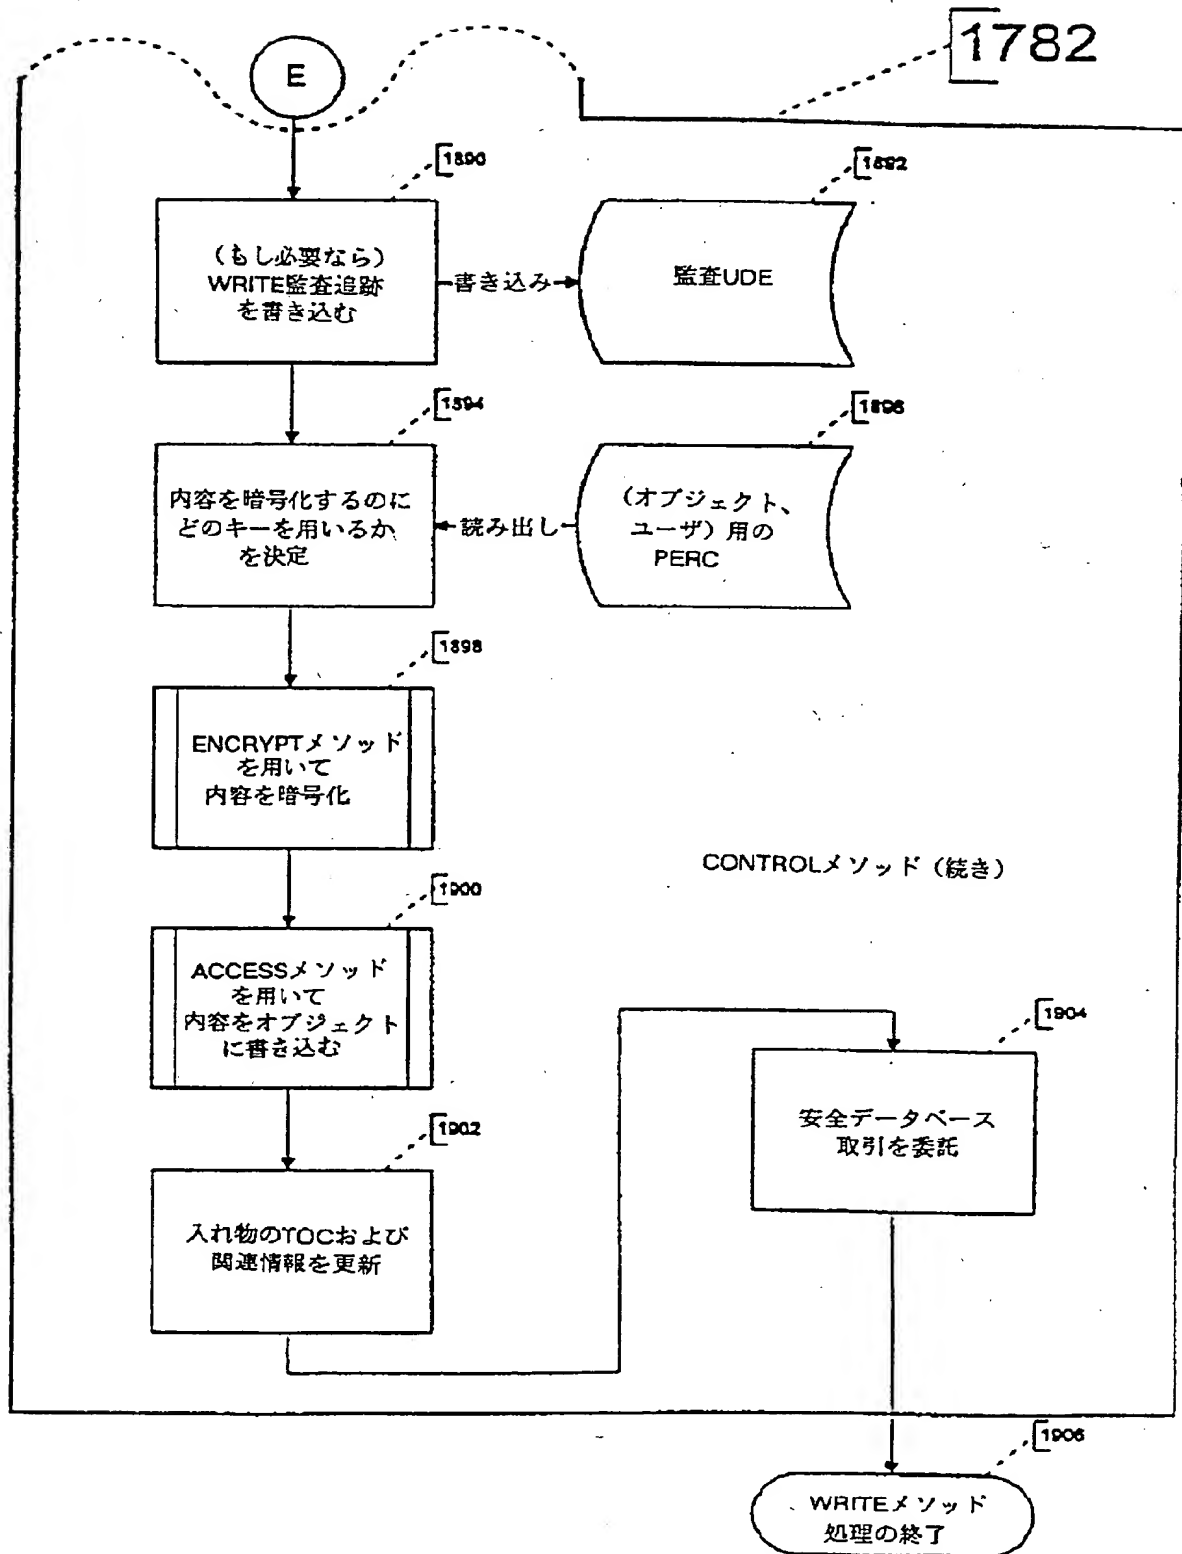 1782
E
1890
1892
(もし必要なら)
WRITE監査追跡
を書き込む
書き込み
監査UDE
1894
1896
内容を暗号化するのに
どのキーを用いるか
を決定
読み出し
(オブジェクト、
ユーザ)用の
PERC
1898
ENCRYPTメソッド
を用いて
内容を暗号化
CONTROLメソッド(続き)
1900
ACCESSメソッド
を用いて
内容をオブジェクト
に書き込む
1904
安全データベース
取引を委託
1902
入れ物のTOCおよび
関連情報を更新
1906
WRITEメソッド
処理の終了